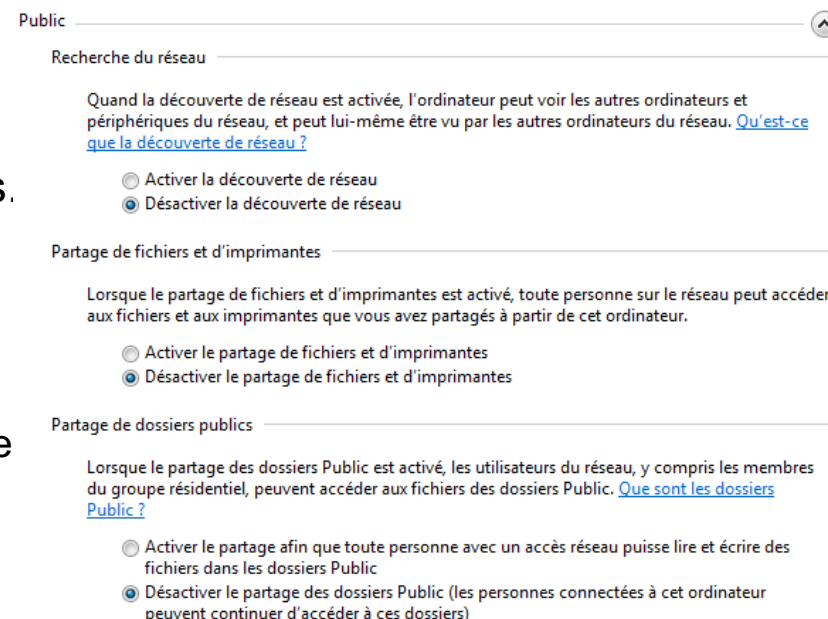 Public
Recherche du réseau
Quand la découverte de réseau est activée, l'ordinateur peut voir les autres ordinateurs et
périphériques du réseau, et peut lui-même être vu par les autres ordinateurs du réseau. Qu'est-ce
que la découverte de réseau ?
s.
Activer la découverte de réseau
Désactiver la découverte de réseau
Partage de fichiers et d'imprimantes
Lorsque le partage de fichiers et d'imprimantes est activé, toute personne sur le réseau peut accéder
aux fichiers et aux imprimantes que vous avez partagés à partir de cet ordinateur.
Activer le partage de fichiers et d'imprimantes
Désactiver le partage de fichiers et d'imprimantes
Partage de dossiers publics
e
Lorsque le partage des dossiers Public est activé, les utilisateurs du réseau, y compris les membres
du groupe résidentiel, peuvent accéder aux fichiers des dossiers Public. Que sont les dossiers
Public ?
Activer le partage afin que toute personne avec un accès réseau puisse lire et écrire des
fichiers dans les dossiers Public
Désactiver le partage des dossiers Public (les personnes connectées à cet ordinateur
peuvent continuer d'accéder à ces dossiers)